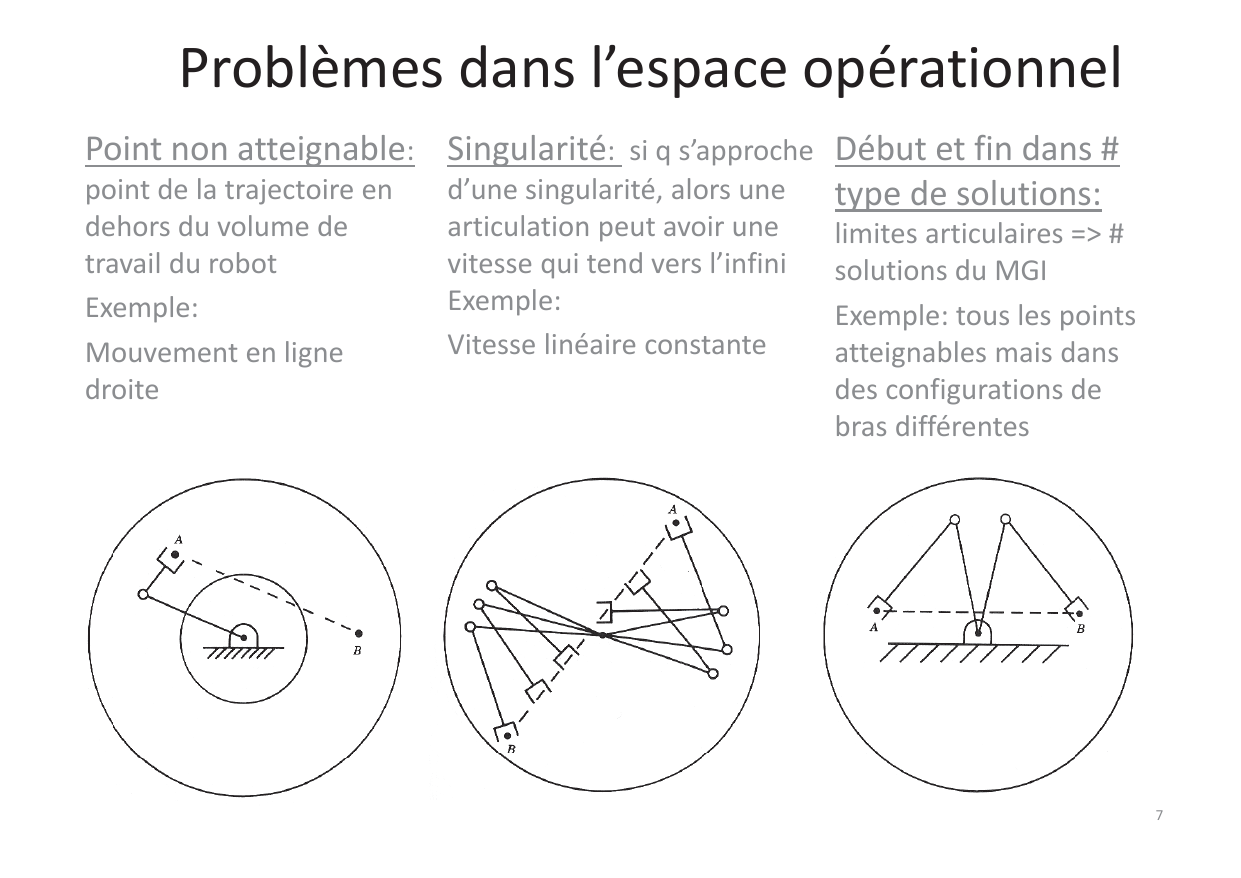 Problèmes dans l’espace opérationnel
Point non atteignable:
point de la trajectoire en
dehors du volume de
travail du robot
Exemple:
Mouvement en ligne
droite
Singularité: si q s’approche
d’une singularité, alors une
articulation peut avoir une
vitesse qui tend vers l’infini
Exemple:
Vitesse linéaire constante
Début et fin dans #
type de solutions:
limites articulaires => #
solutions du MGI
Exemple: tous les points
atteignables mais dans
des configurations de
bras différentes
A
B
A
B
A
B
7